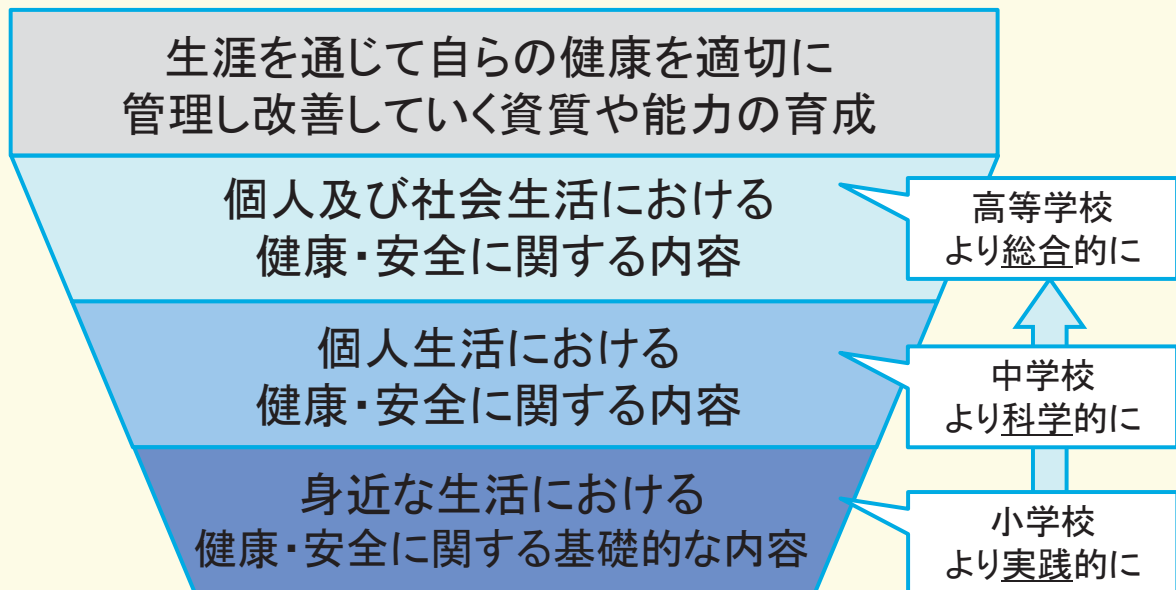 生涯を通じて自らの健康を適切に
管理し改善していく資質や能力の育成
個人及び社会生活における
健康・安全に関する内容
高等学校
より総合的に
個人生活における
健康・安全に関する内容
中学校
より科学的に
身近な生活における
健康・安全に関する基礎的な内容
小学校
より実践的に